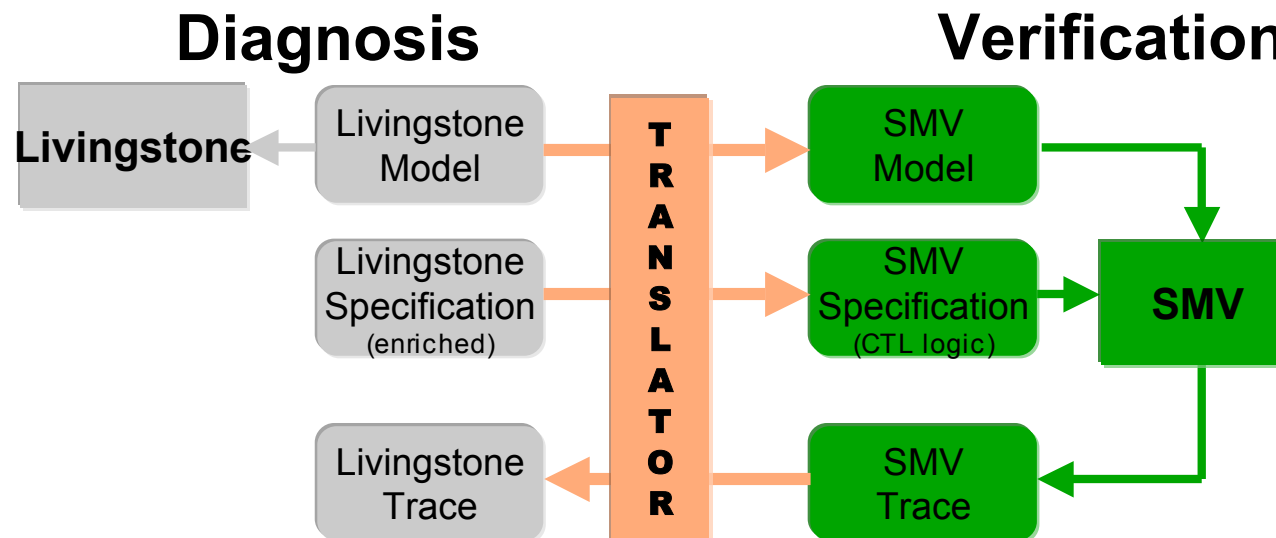 Diagnosis
Verification
Livingstone
Livingstone
Model
TRANSLATOR
SMV
Model
Livingstone
Specification
(enriched)
SMV
Specification
(CTL logic)
SMV
Livingstone
Trace
SMV
Trace